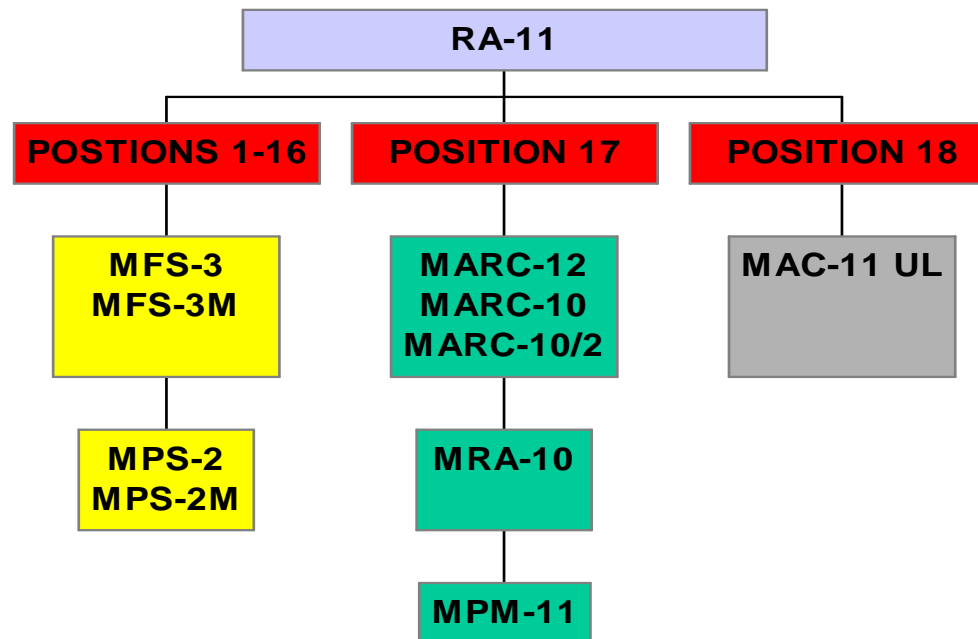 RA-11
POSTIONS 1-16
POSITION 17
POSITION 18
MFS-3
MFS-3M
MARC-12
MARC-10
MARC-10/2
MAC-11 UL
MPS-2
MPS-2M
MRA-10
MPM-11